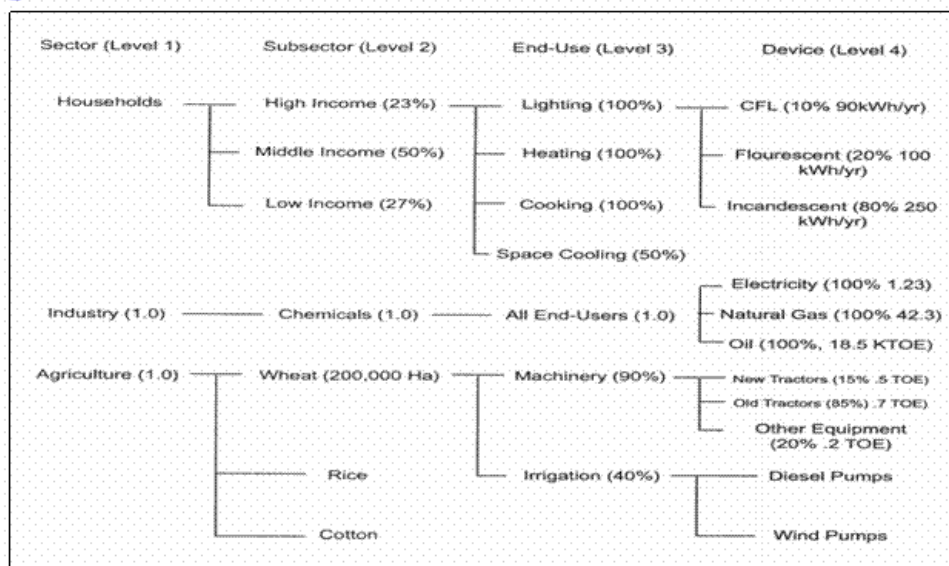 Sector (Level 1) Subsector (Level 2) End-Use (Level 3) Device (Level 4)
Households High Income (23%) Lighting (100%) CFL (10% 90kWh/yr)
Middle Income (50%) Heating (100%) Flourescent (20% 100
kWh/yr)
Low Income (27%) Cooking (100%) Incandescent (80% 250
kWh/yr)
Space Cooling (50%)
Electricity (100% 1.23)
Industry (1.0) Chemicals (1.0) All End-Users (1.0) Natural Gas (100% 42.3)
Oil (100%, 18.5 KTOE)
Agriculture (1.0) Wheat (200,000 Ha) Machinery (90%) New Tractors (15% .5 TOE)
Old Tractors (85%) .7 TOE)
Other Equipment
(20% .2 TOE)
Rice Irrigation (40%) Diesel Pumps
Cotton Wind Pumps